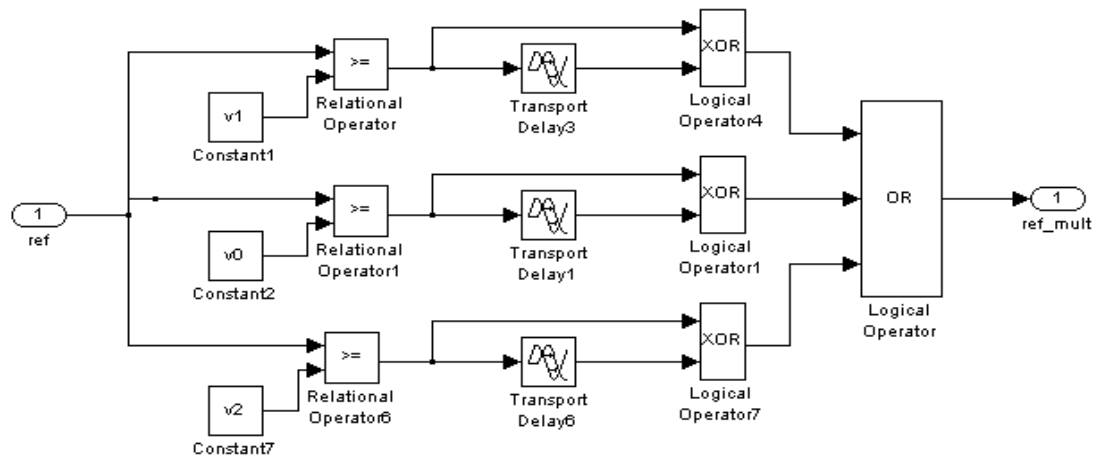 >=
XOR
Relational
Operator
Transport
Delay3
Logical
Operator4
v1
Constant1
1
ref
>=
XOR
OR
1
ref_mult
Relational
Operator1
Transport
Delay1
Logical
Operator1
v0
Constant2
Logical
Operator
>=
XOR
Relational
Operator6
Transport
Delay6
Logical
Operator7
v2
Constant7